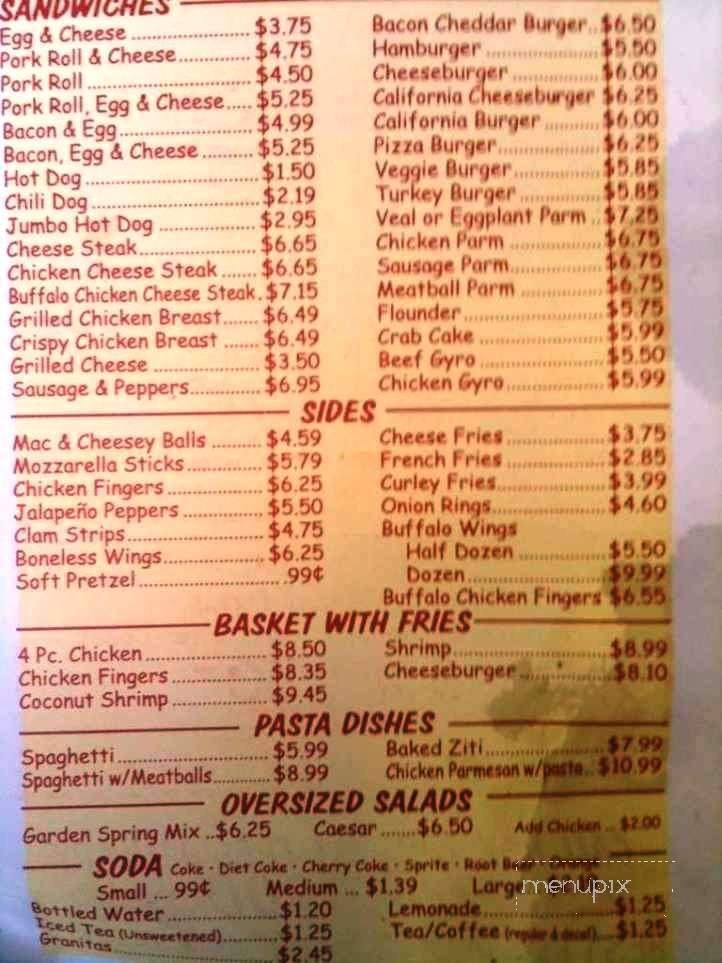 SANDWICHES
Egg & Cheese ........................ $3.75
Pork Roll & Cheese.................. $4.75
Pork Roll ................................ $4.50
Pork Roll, Egg & Cheese..... $5.25
Bacon & Egg......................... $4.99
Bacon, Egg & Cheese .......... $5.25
Hot Dog ................................. $1.50
Chili Dog ................................ $2.19
Jumbo Hot Dog ................... $2.95
Cheese Steak....................... $6.65
Chicken Cheese Steak ....... $6.65
Buffalo Chicken Cheese Steak. $7.15
Grilled Chicken Breast....... $6.49
Crispy Chicken Breast ....... $6.49
Grilled Cheese ..................... $3.50
Sausage & Peppers.............. $6.95
Bacon Cheddar Burger.. $6.50
Hamburger ..................... $5.50
Cheeseburger ................ $6.00
California Cheeseburger $6.25
California Burger ........... $6.00
Pizza Burger................... $6.25
Veggie Burger................ $5.85
Turkey Burger ............... $5.85
Veal or Eggplant Parm .. $7.25
Chicken Parm ................. $6.75
Sausage Parm................. $6.75
Meatball Parm ............... $6.75
Flounder......................... $5.75
Crab Cake ...................... $5.99
Beef Gyro ...................... $5.50
Chicken Gyro.................. $5.99
SIDES
Mac & Cheesey Balls .......... $4.59
Mozzarella Sticks............... $5.79
Chicken Fingers ................... $6.25
Jalapeño Peppers ................ $5.50
Clam Strips........................... $4.75
Boneless Wings.................... $6.25
Soft Pretzel............................. .99¢
Cheese Fries .................... $3.75
French Fries .................... $2.85
Curley Fries...................... $3.99
Onion Rings...................... $4.60
Buffalo Wings
Half Dozen .................. $5.50
Dozen........................... $9.99
Buffalo Chicken Fingers $6.55
BASKET WITH FRIES
4 Pc. Chicken........................ $8.50
Chicken Fingers ................... $8.35
Coconut Shrimp ................... $9.45
Shrimp............................. $8.99
Cheeseburger................... $8.10
PASTA DISHES
Spaghetti.............................. $5.99
Spaghetti w/Meatballs............ $8.99
Baked Ziti........................ $7.99
Chicken Parmesan w/pasta.. $10.99
OVERSIZED SALADS
Garden Spring Mix ..$6.25 Caesar .......$6.50 Add Chicken .. $2.00
SODA Coke · Diet Coke · Cherry Coke · Sprite · Root Beer
Small ... 99¢ Medium ... $1.39 Large
Bottled Water ..................... $1.20
Iced Tea (Unsweetened).......... $1.25
Granitas................................ $2.45
Lemonade......................... $1.25
Tea/Coffee (regular & decaf).... $1.25
menupix